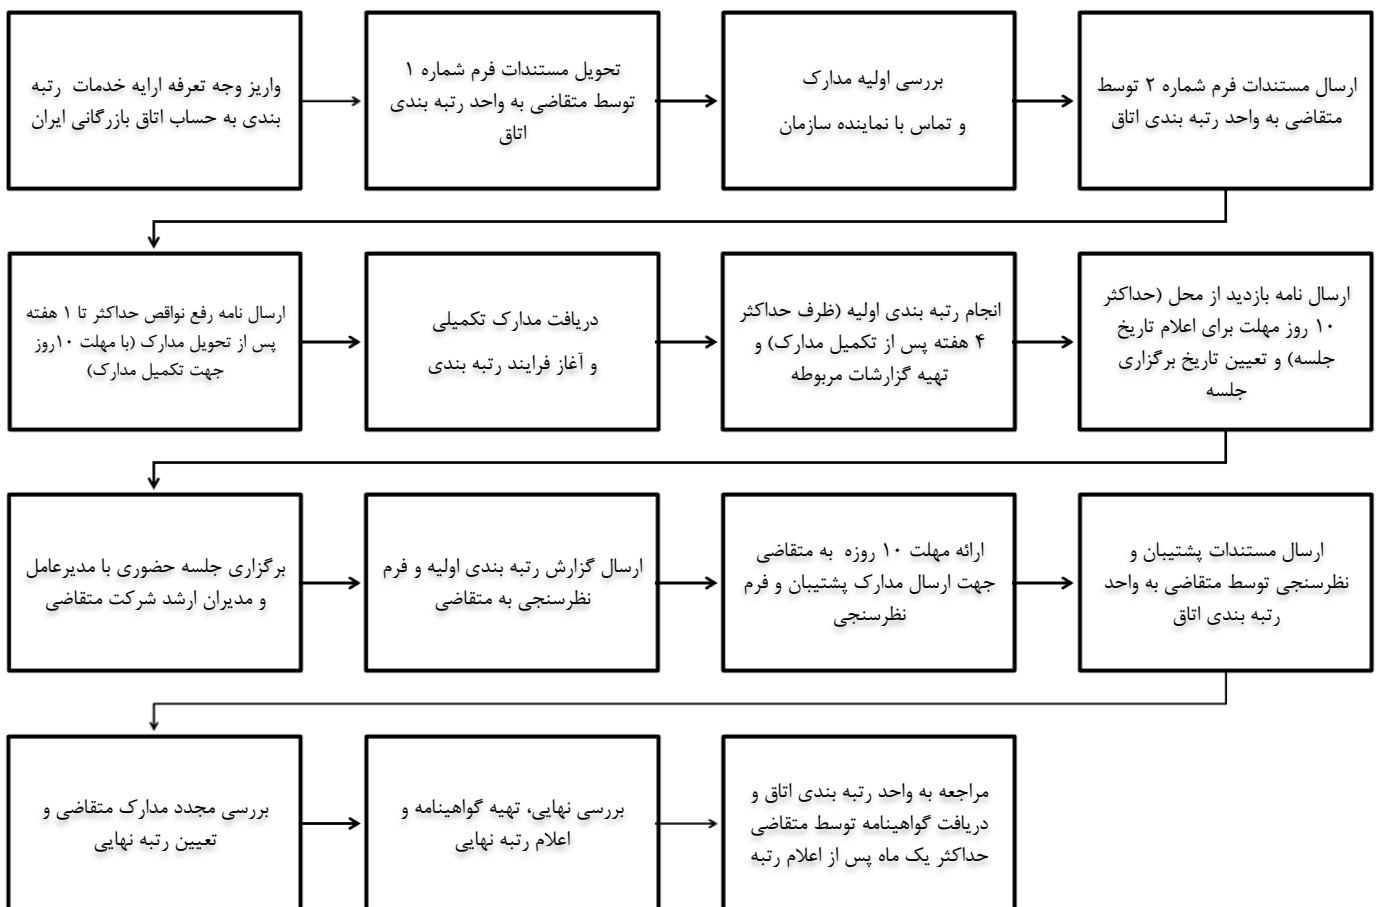 واریز وجه تعرفه ارایه خدمات رتبه
بندی به حساب اتاق بازرگانی ایران
تحویل مستندات فرم شماره ۱
توسط متقاضی به واحد رتبه بندی
اتاق
بررسی اولیه مدارک
و تماس با نماینده سازمان
ارسال مستندات فرم شماره ۲ توسط
متقاضی به واحد رتبه بندی اتاق
ارسال نامه رفع نواقص حداکثر تا ۱ هفته
پس از تحویل مدارک (با مهلت ۱۰روز
جهت تکمیل مدارک)
دریافت مدارک تکمیلی
و آغاز فرایند رتبه بندی
انجام رتبه بندی اولیه (ظرف حداکثر
۴ هفته پس از تکمیل مدارک) و
تهیه گزارشات مربوطه
ارسال نامه بازدید از محل (حداکثر
۱۰ روز مهلت برای اعلام تاریخ
جلسه) و تعیین تاریخ برگزاری
جلسه
برگزاری جلسه حضوری با مدیرعامل
و مدیران ارشد شرکت متقاضی
ارسال گزارش رتبه بندی اولیه و فرم
نظرسنجی به متقاضی
ارائه مهلت ۱۰ روزه به متقاضی
جهت ارسال مدارک پشتیبان و فرم
نظرسنجی
ارسال مستندات پشتیبان و
نظرسنجی توسط متقاضی به واحد
رتبه بندی اتاق
بررسی مجدد مدارک متقاضی و
تعیین رتبه نهایی
بررسی نهایی، تهیه گواهینامه و
اعلام رتبه نهایی
مراجعه به واحد رتبه بندی اتاق و
دریافت گواهینامه توسط متقاضی
حداکثر یک ماه پس از اعلام رتبه